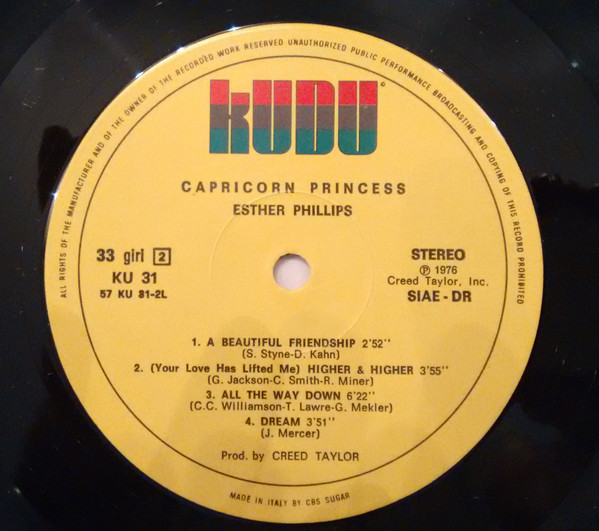 ALL RIGHTS OF THE MANUFACTURER AND OF THE OWNER OF THE RECORDED WORK RESERVED UNAUTHORIZED PUBLIC PERFORMANCE BROADCASTING AND COPYING OF THIS RECORD PROHIBITED
KUDU
CAPRICORN PRINCESS
ESTHER PHILLIPS
33 giri 2
KU 31
57 KU 31-2L
STEREO
℗ 1976
Creed Taylor, Inc.
SIAE - DR
1. A BEAUTIFUL FRIENDSHIP 2'52''
(S. Styne-D. Kahn)
2. (Your Love Has Lifted Me) HIGHER & HIGHER 3'55''
(G. Jackson-C. Smith-R. Miner)
3. ALL THE WAY DOWN 6'22''
(C.C. Williamson-T. Lawre-G. Mekler)
4. DREAM 3'51''
(J. Mercer)
Prod. by CREED TAYLOR
MADE IN ITALY BY CBS SUGAR